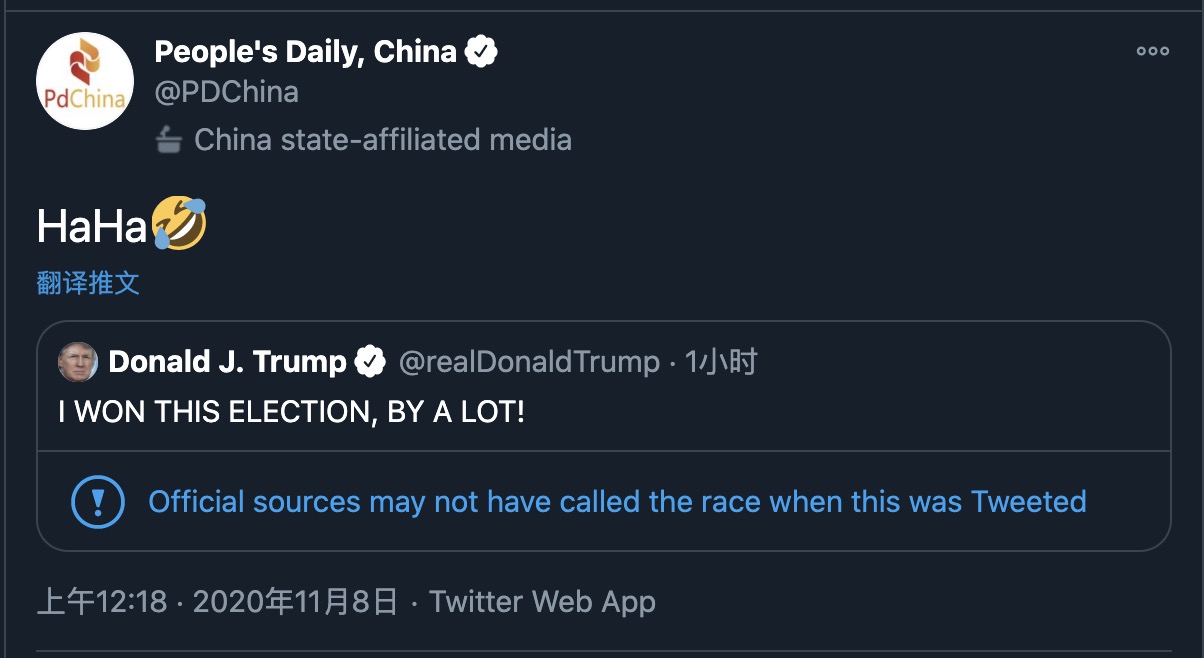 People's Daily, China
@PDChina
PdChina
China state-affiliated media
HaHa🤣
翻译推文
Donald J. Trump @realDonaldTrump · 1小时
I WON THIS ELECTION, BY A LOT!
Official sources may not have called the race when this was Tweeted
上午12:18 · 2020年11月8日 · Twitter Web App